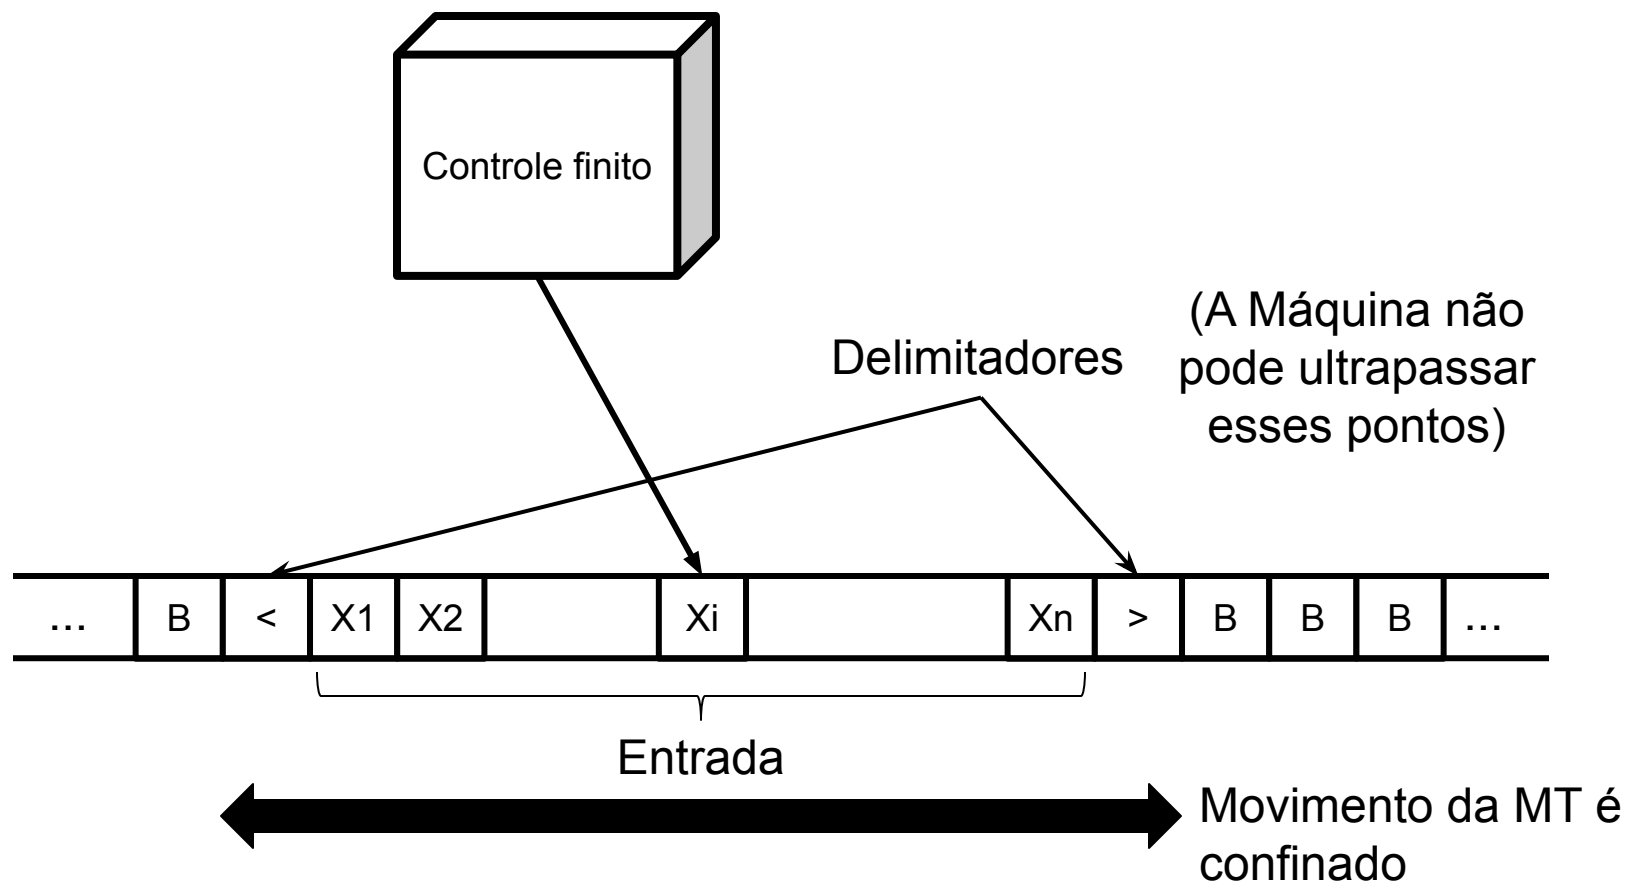 Controle finito
(A Máquina não
Delimitadores
pode ultrapassar
esses pontos)
... B < X1 X2 Xi Xn > B B B ...
Entrada
Movimento da MT é
confinado